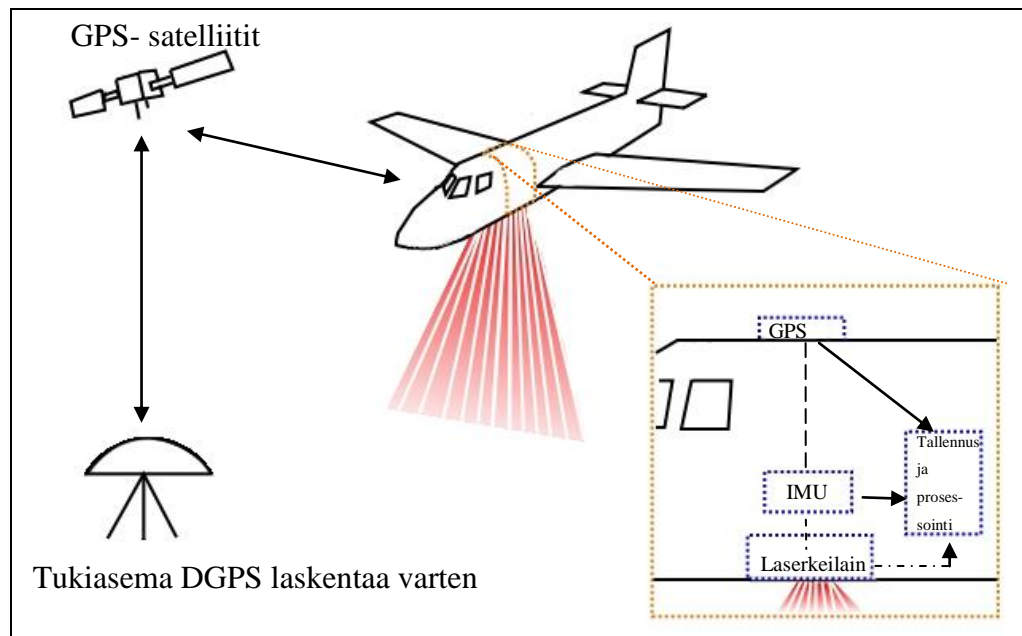 GPS- satelliitit
GPS
Tallennus
ja
proses-
sointi
IMU
Laserkeilain
Tukiasema DGPS laskentaa varten